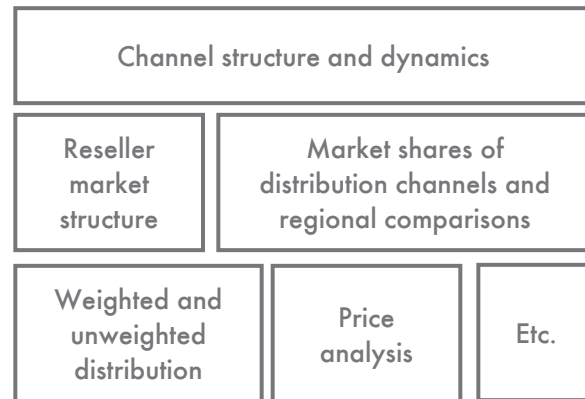 Channel structure and dynamics
Reseller
market
structure
Market shares of
distribution channels and
regional comparisons
Weighted and
unweighted
distribution
Price
analysis
Etc.